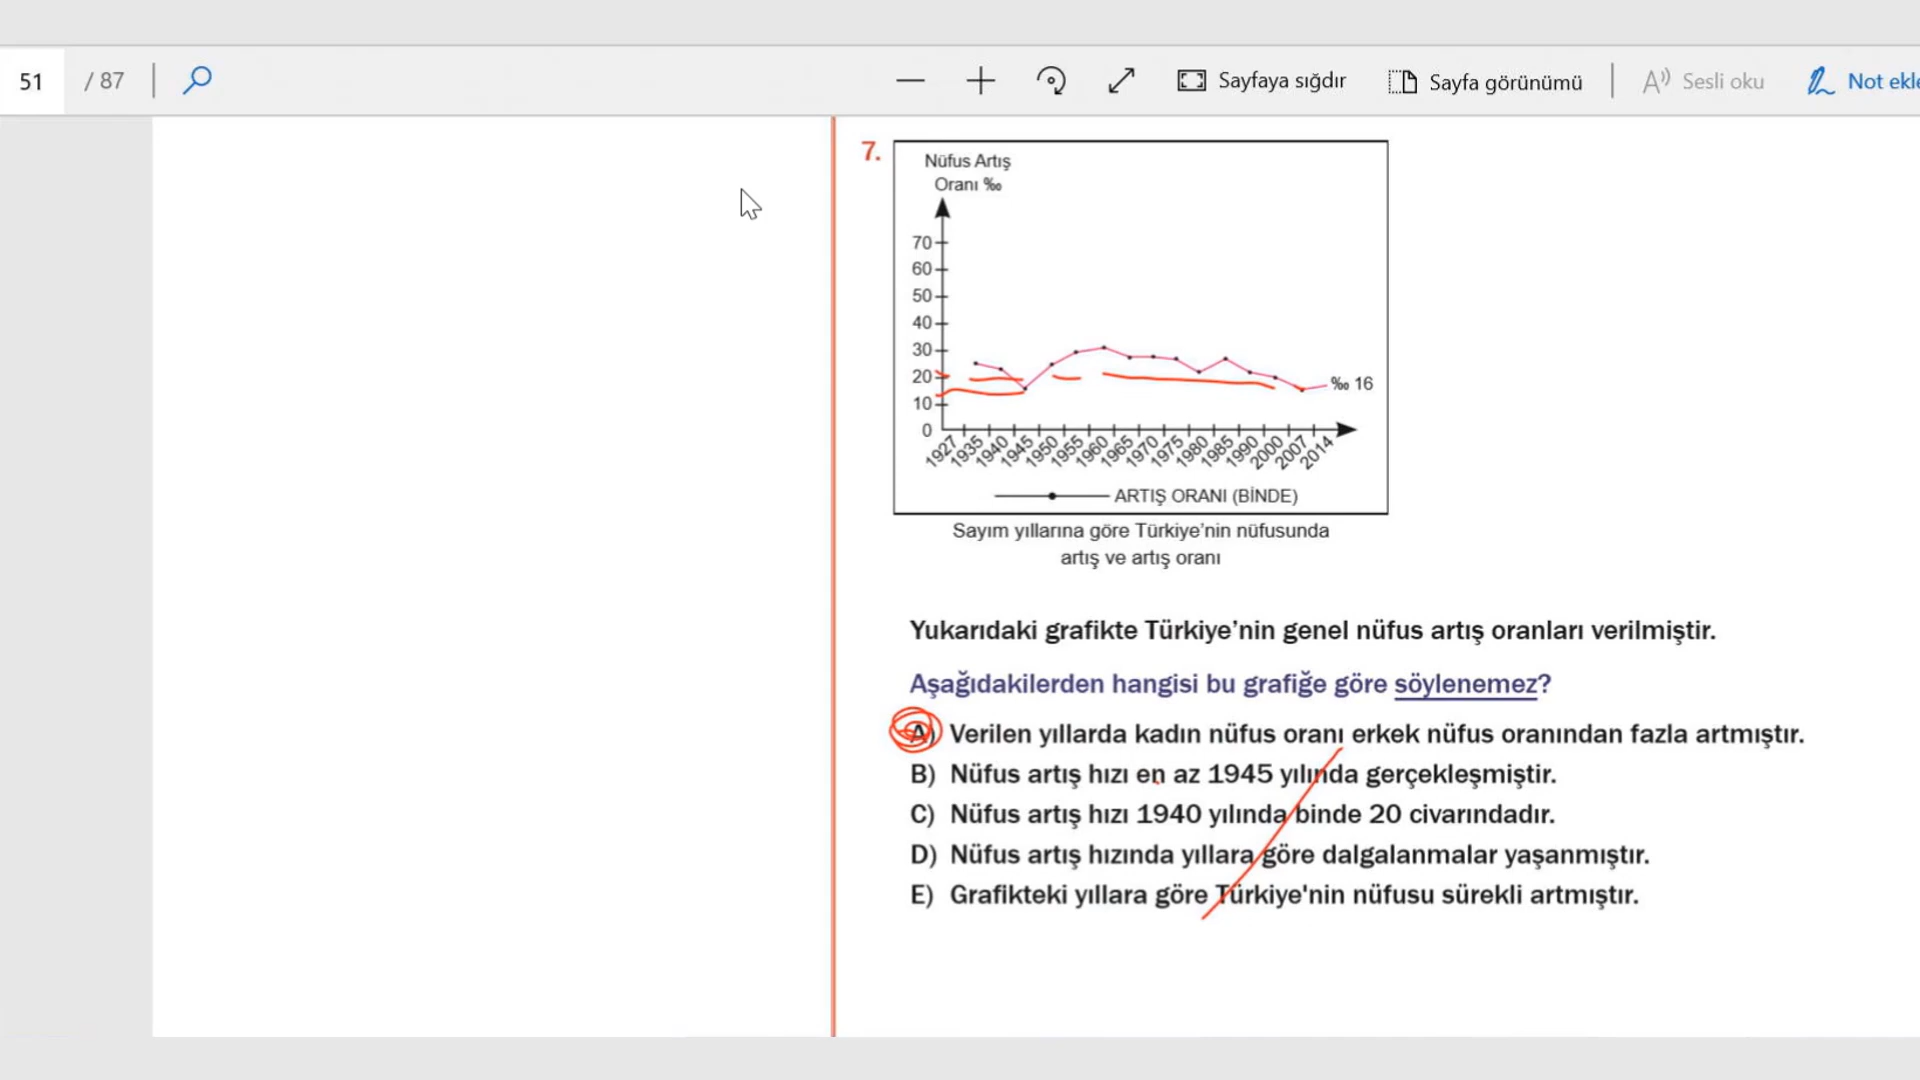 51 / 87
Sayfaya sığdır
Sayfa görünümü
Sesli oku
Not ekle
7.
Nüfus Artış
Oranı ‰
70
60
50
40
30
20
10
0
‰ 16
1927 1935 1940 1945 1950 1955 1960 1965 1970 1975 1980 1985 1990 2000 2007 2014
ARTIŞ ORANI (BİNDE)
Sayım yıllarına göre Türkiye'nin nüfusunda
artış ve artış oranı
Yukarıdaki grafikte Türkiye'nin genel nüfus artış oranları verilmiştir.
Aşağıdakilerden hangisi bu grafiğe göre söylenemez?
A) Verilen yıllarda kadın nüfus oranı erkek nüfus oranından fazla artmıştır.
B) Nüfus artış hızı en az 1945 yılında gerçekleşmiştir.
C) Nüfus artış hızı 1940 yılında binde 20 civarındadır.
D) Nüfus artış hızında yıllara göre dalgalanmalar yaşanmıştır.
E) Grafikteki yıllara göre Türkiye'nin nüfusu sürekli artmıştır.